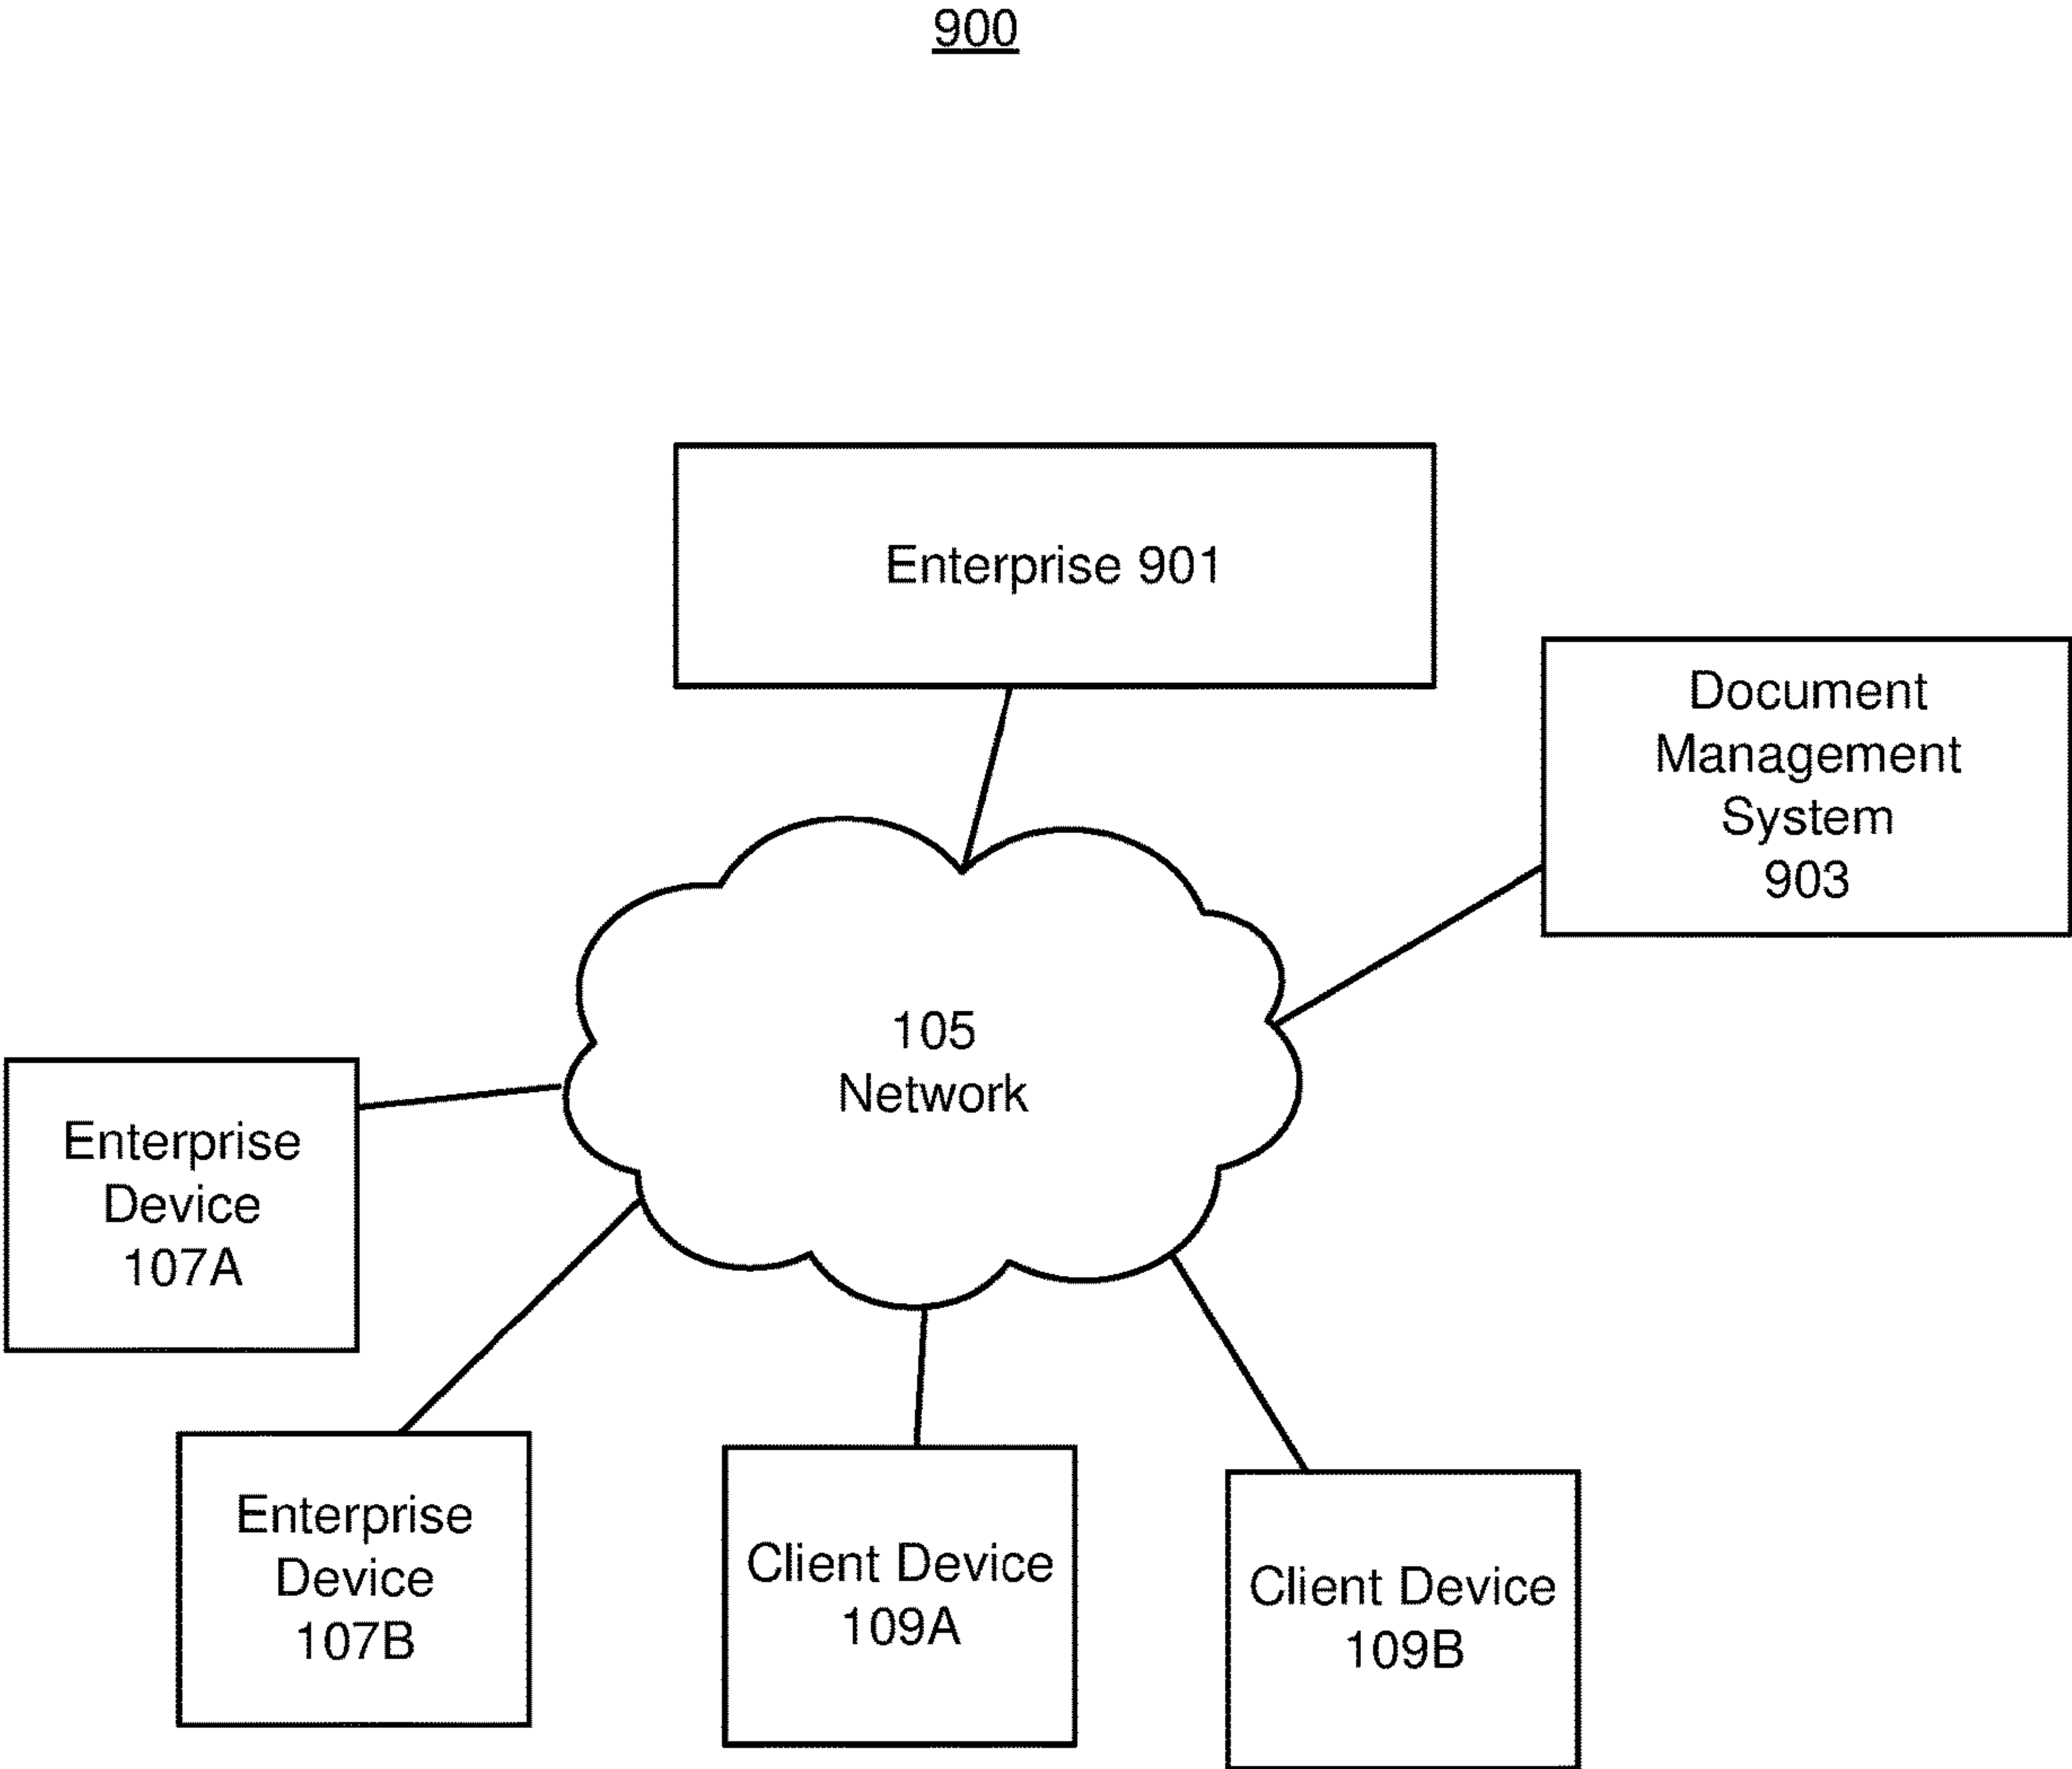 900
Enterprise 901
Document
Management
System
903
105
Network
Enterprise
Device
107A
Enterprise
Device
107B
Client Device
109A
Client Device
109B